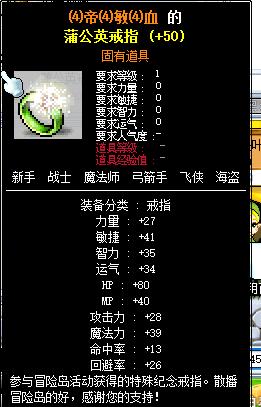 ⑷帝⑷敏⑷血 的
蒲公英戒指 (+50)
固有道具
要求等级 : 1
要求力量 : 0
要求敏捷 : 0
要求智力 : 0
要求运气 : 0
要求人气度 : -
道具等级 : -
道具经验值 : -
新手 战士 魔法师 弓箭手 飞侠 海盗
装备分类 : 戒指
力量 : +27
敏捷 : +41
智力 : +35
运气 : +34
HP : +80
MP : +40
攻击力 : +28
魔法力 : +39
命中率 : +13
回避率 : +26
参与冒险岛活动获得的特殊纪念戒指。散播
冒险岛的好，感谢您的支持！